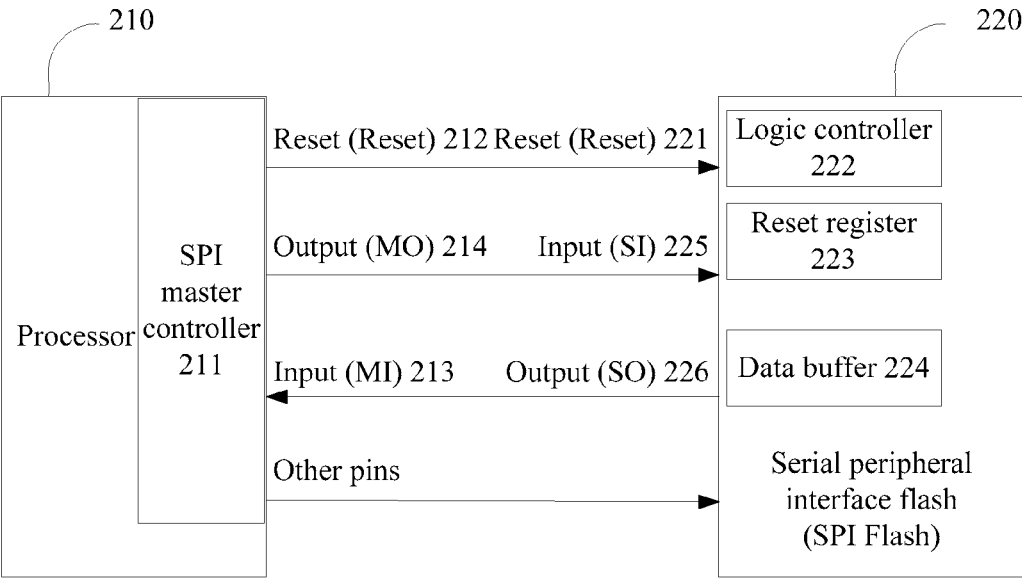 210
220
Reset (Reset) 212
Reset (Reset) 221
Logic controller
222
Output (MO) 214
Input (SI) 225
Reset register
223
SPI
master
controller
211
Processor
Input (MI) 213
Output (SO) 226
Data buffer 224
Other pins
Serial peripheral
interface flash
(SPI Flash)